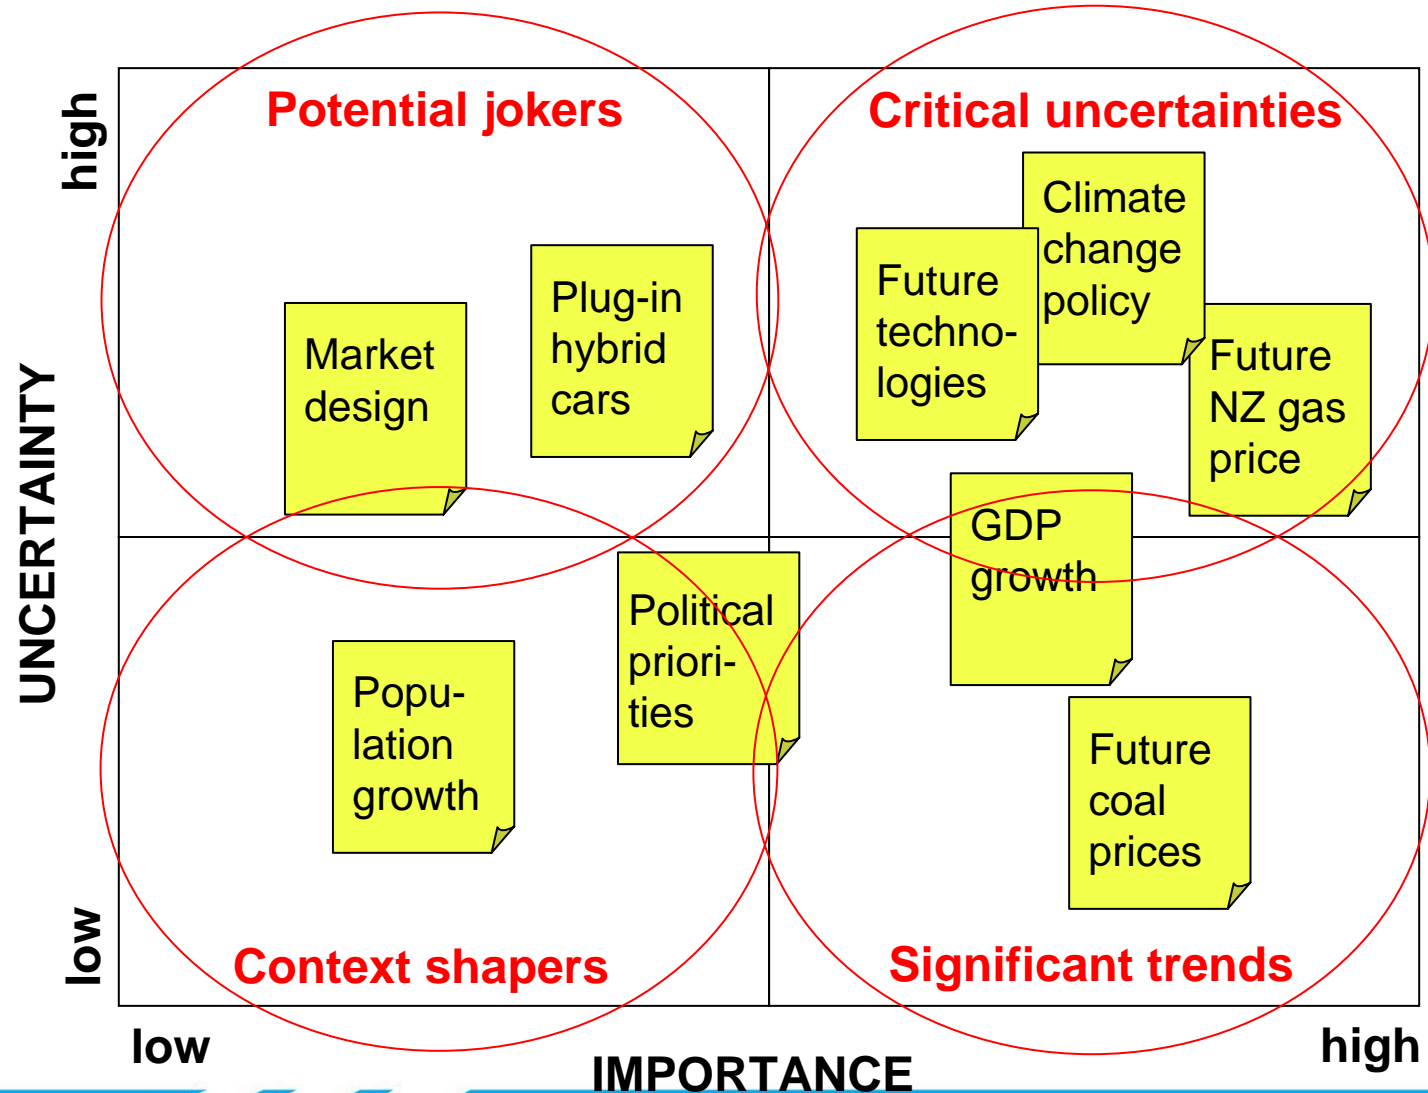 high
UNCERTAINTY
low
Potential jokers
Critical uncertainties
Market
design
Plug-in
hybrid
cars
Future
techno-
logies
Climate
change
policy
Future
NZ gas
price
GDP
growth
Political
priori-
ties
Popu-
lation
growth
Future
coal
prices
Context shapers
Significant trends
low
IMPORTANCE
high